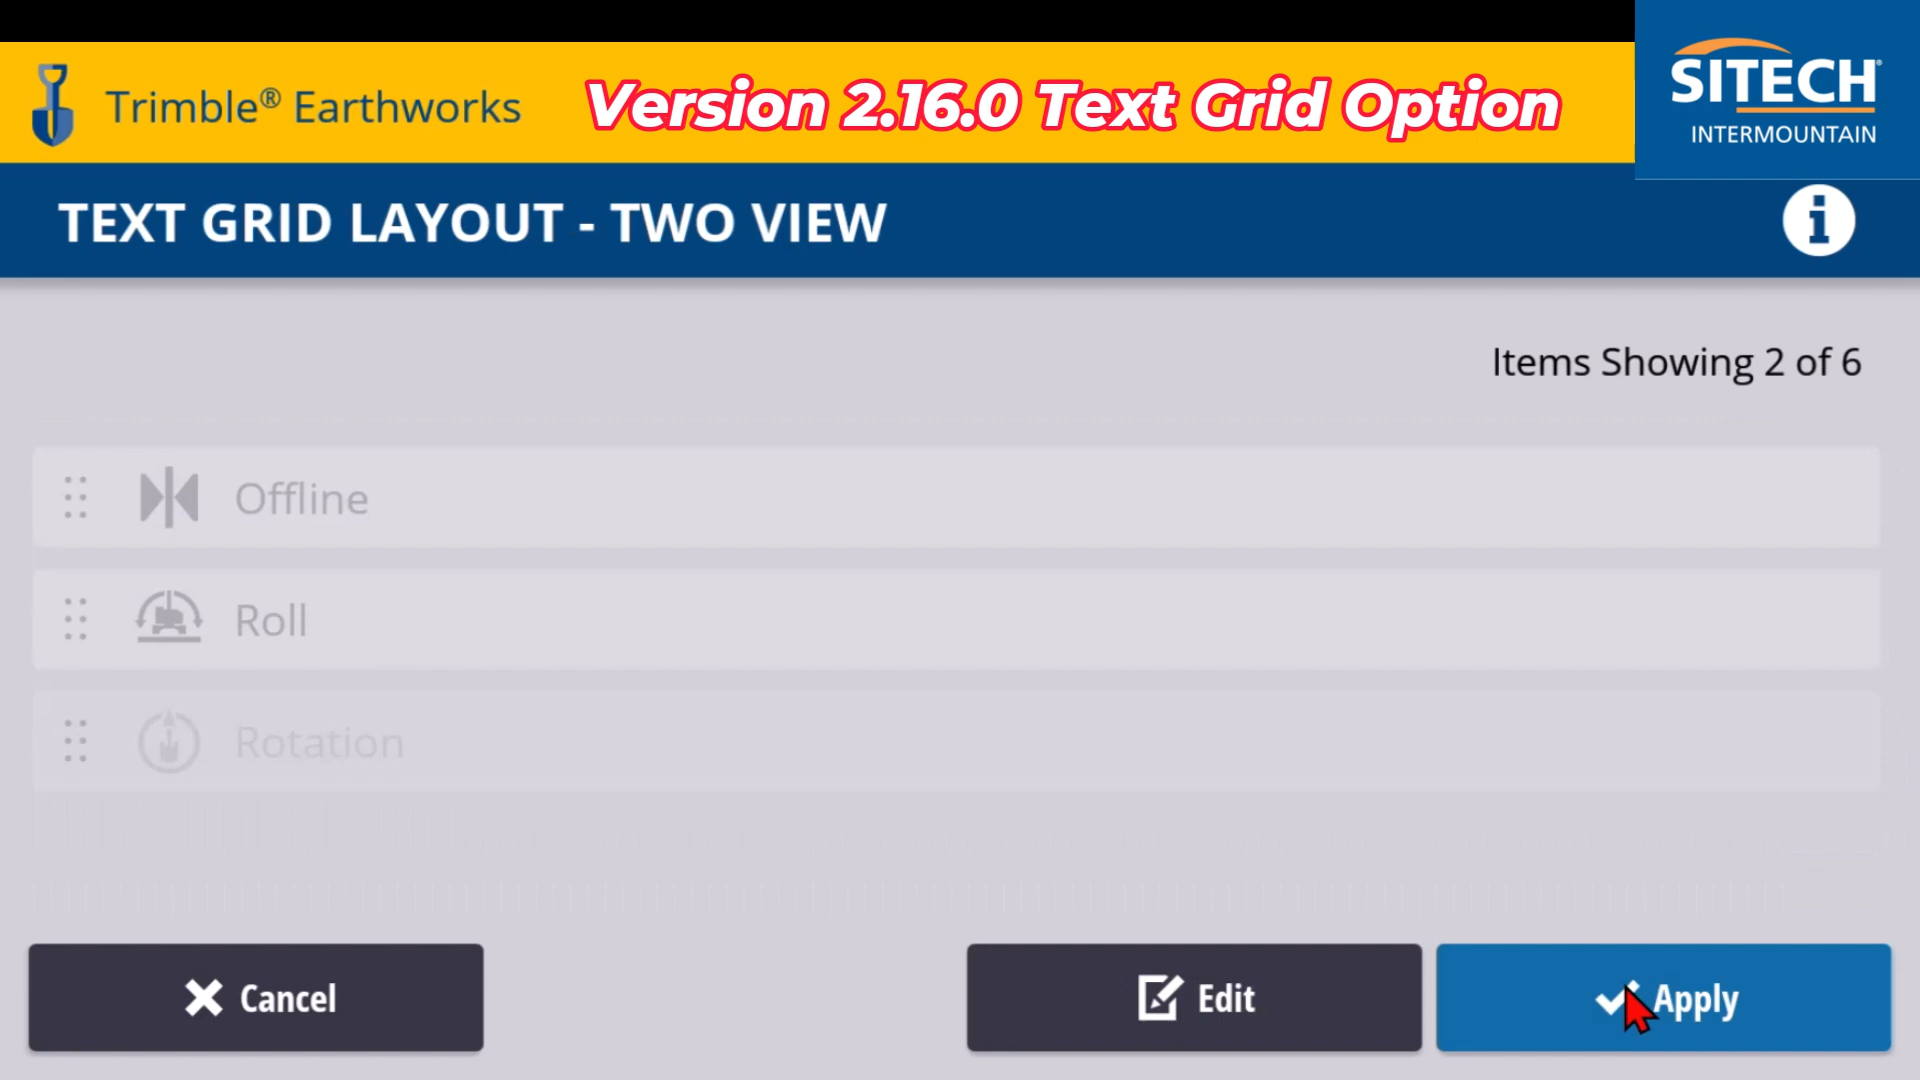 Trimble® Earthworks
Version 2.16.0 Text Grid Option
SITECH®
INTERMOUNTAIN
TEXT GRID LAYOUT - TWO VIEW
Items Showing 2 of 6
Offline
Roll
Rotation
Cancel
Edit
Apply